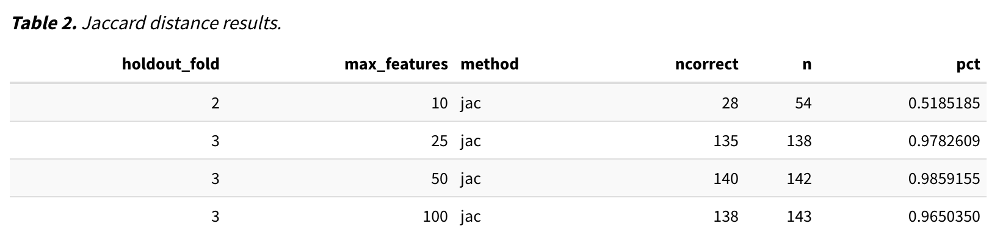 Table 2. Jaccard distance results.
holdout_fold max_features method ncorrect n pct
2 10 jac 28 54 0.5185185
3 25 jac 135 138 0.9782609
3 50 jac 140 142 0.9859155
3 100 jac 138 143 0.9650350